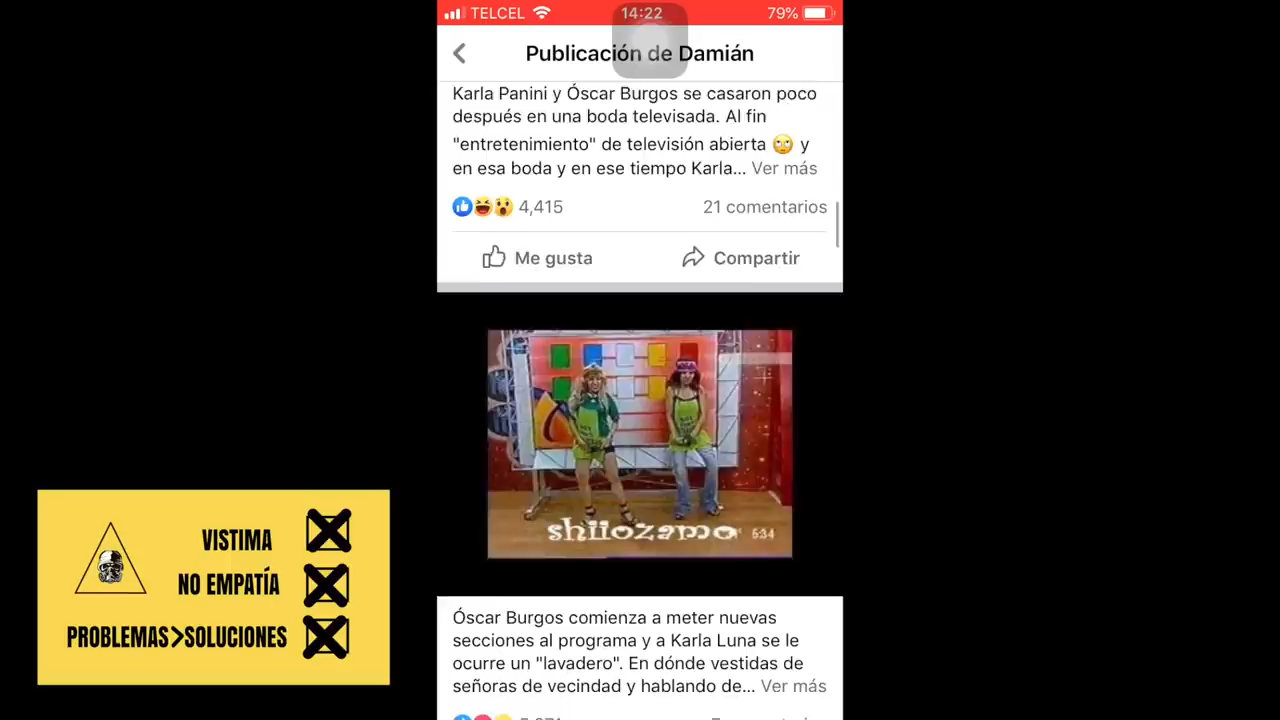 TELCEL 14:22 79%
Publicación de Damián
Karla Panini y Óscar Burgos se casaron poco
después en una boda televisada. Al fin
"entretenimiento" de televisión abierta 🙄 y
en esa boda y en ese tiempo Karla... Ver más
4,415 21 comentarios
Me gusta Compartir
shiiozamo 5:34
VISTIMA
NO EMPATÍA
PROBLEMAS>SOLUCIONES
Óscar Burgos comienza a meter nuevas
secciones al programa y a Karla Luna se le
ocurre un "lavadero". En dónde vestidas de
señoras de vecindad y hablando de... Ver más